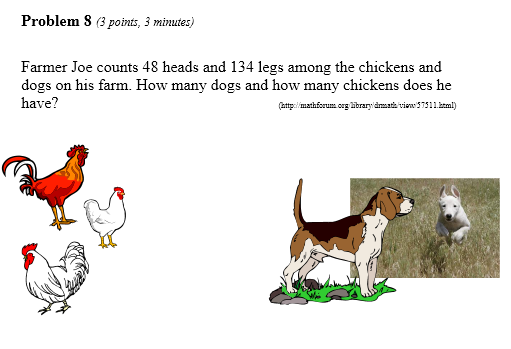 Problem 8 (3 points, 3 minutes)
Farmer Joe counts 48 heads and 134 legs among the chickens and
dogs on his farm. How many dogs and how many chickens does he
have? (http://mathforum.org/library/drmath/view/57511.html)